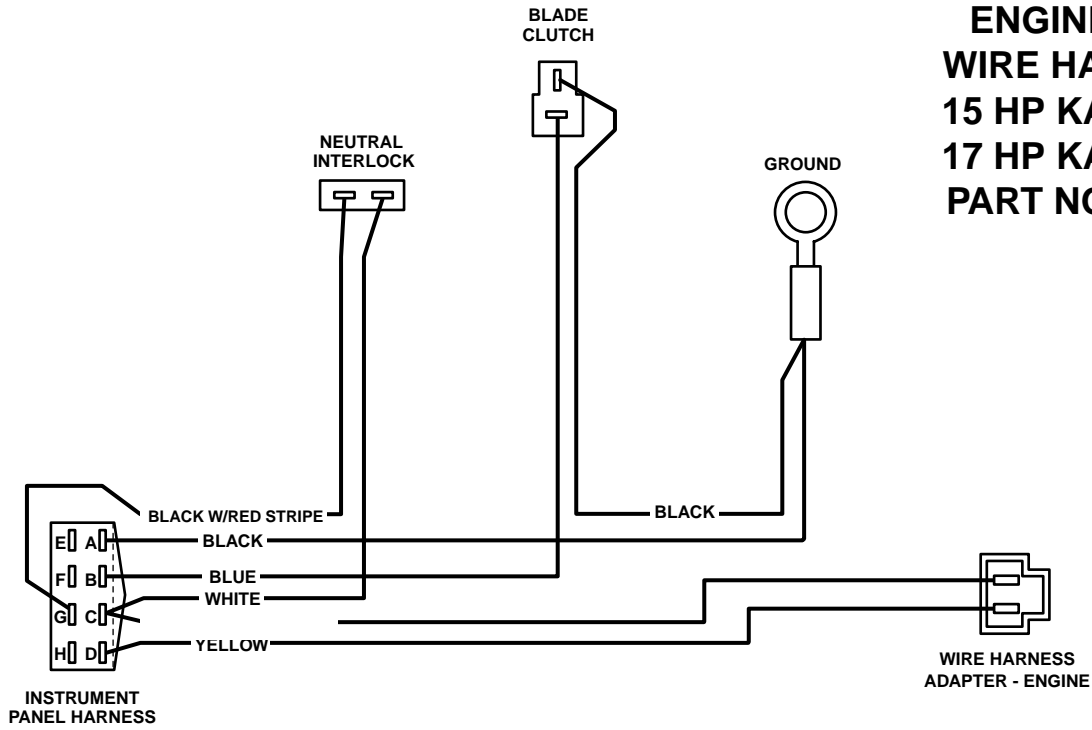 BLADE
CLUTCH
ENGIN
WIRE HA
15 HP KA
17 HP KA
PART NO
NEUTRAL
INTERLOCK
GROUND
BLACK W/RED STRIPE
BLACK
E A
BLACK
F B
BLUE
WHITE
G C
YELLOW
H D
INSTRUMENT
PANEL HARNESS
WIRE HARNESS
ADAPTER - ENGINE